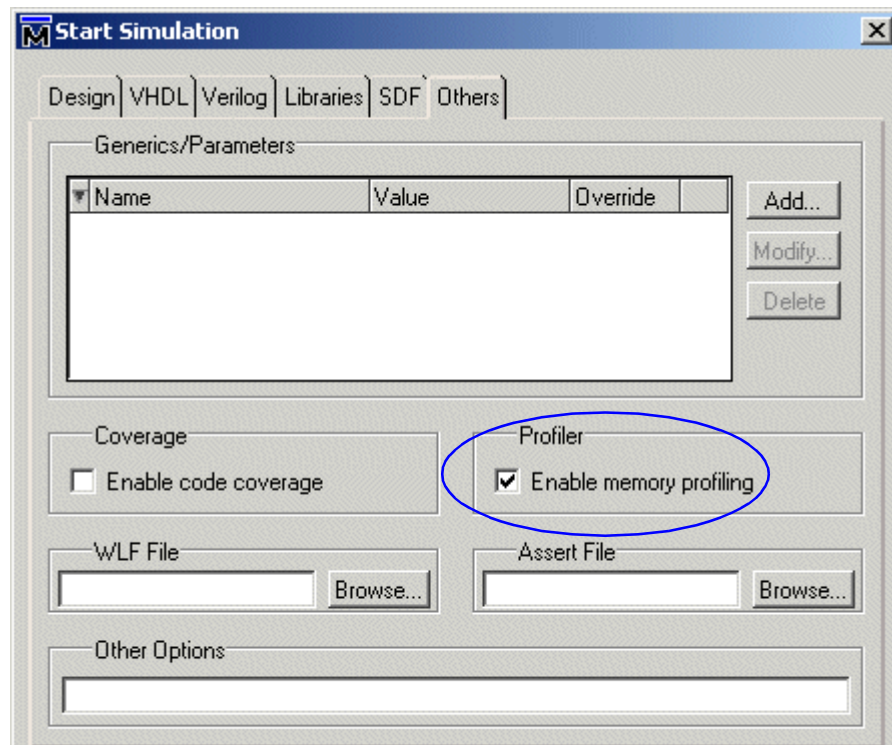 Start Simulation
Design VHDL Verilog Libraries SDF Others
Generics/Parameters
Name Value Override
Add...
Modify...
Delete
Coverage Profiler
Enable code coverage Enable memory profiling
WLF File Assert File
Browse... Browse...
Other Options